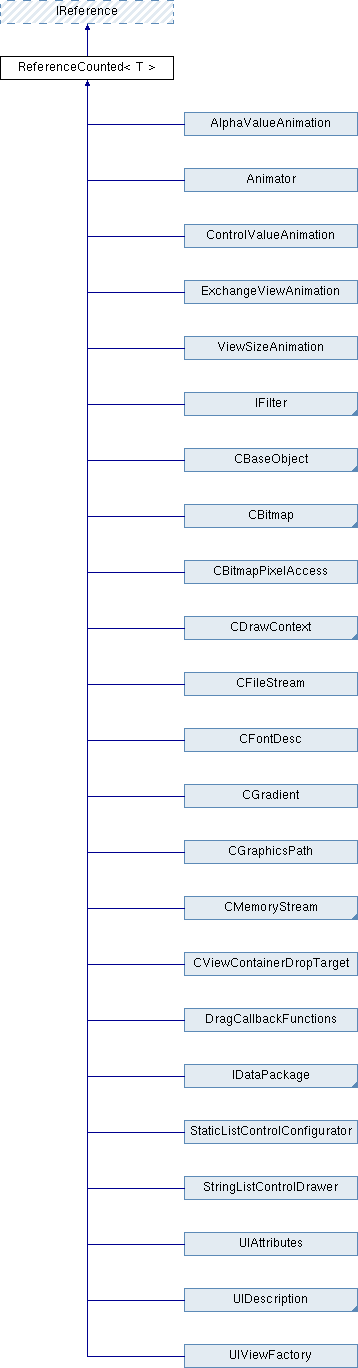 IReference
ReferenceCounted< T >
AlphaValueAnimation
Animator
ControlValueAnimation
ExchangeViewAnimation
ViewSizeAnimation
IFilter
CBaseObject
CBitmap
CBitmapPixelAccess
CDrawContext
CFileStream
CFontDesc
CGradient
CGraphicsPath
CMemoryStream
CViewContainerDropTarget
DragCallbackFunctions
IDataPackage
StaticListControlConfigurator
StringListControlDrawer
UIAttributes
UIDescription
UIViewFactory